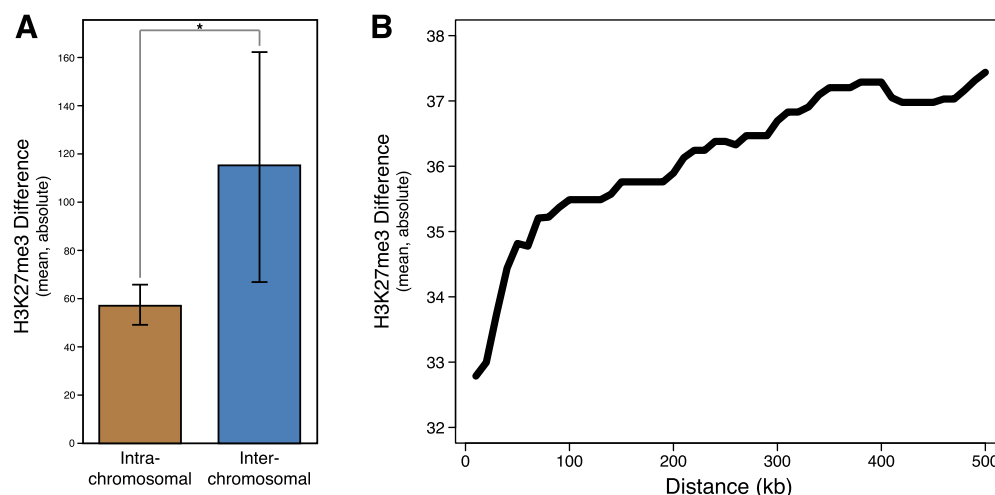 A
*
160
140
120
100
80
60
40
20
0
H3K27me3 Difference
(mean, absolute)
Intra-
chromosomal
Inter-
chromosomal
B
38
37
36
35
34
33
32
H3K27me3 Difference
(mean, absolute)
0 100 200 300 400 500
Distance (kb)